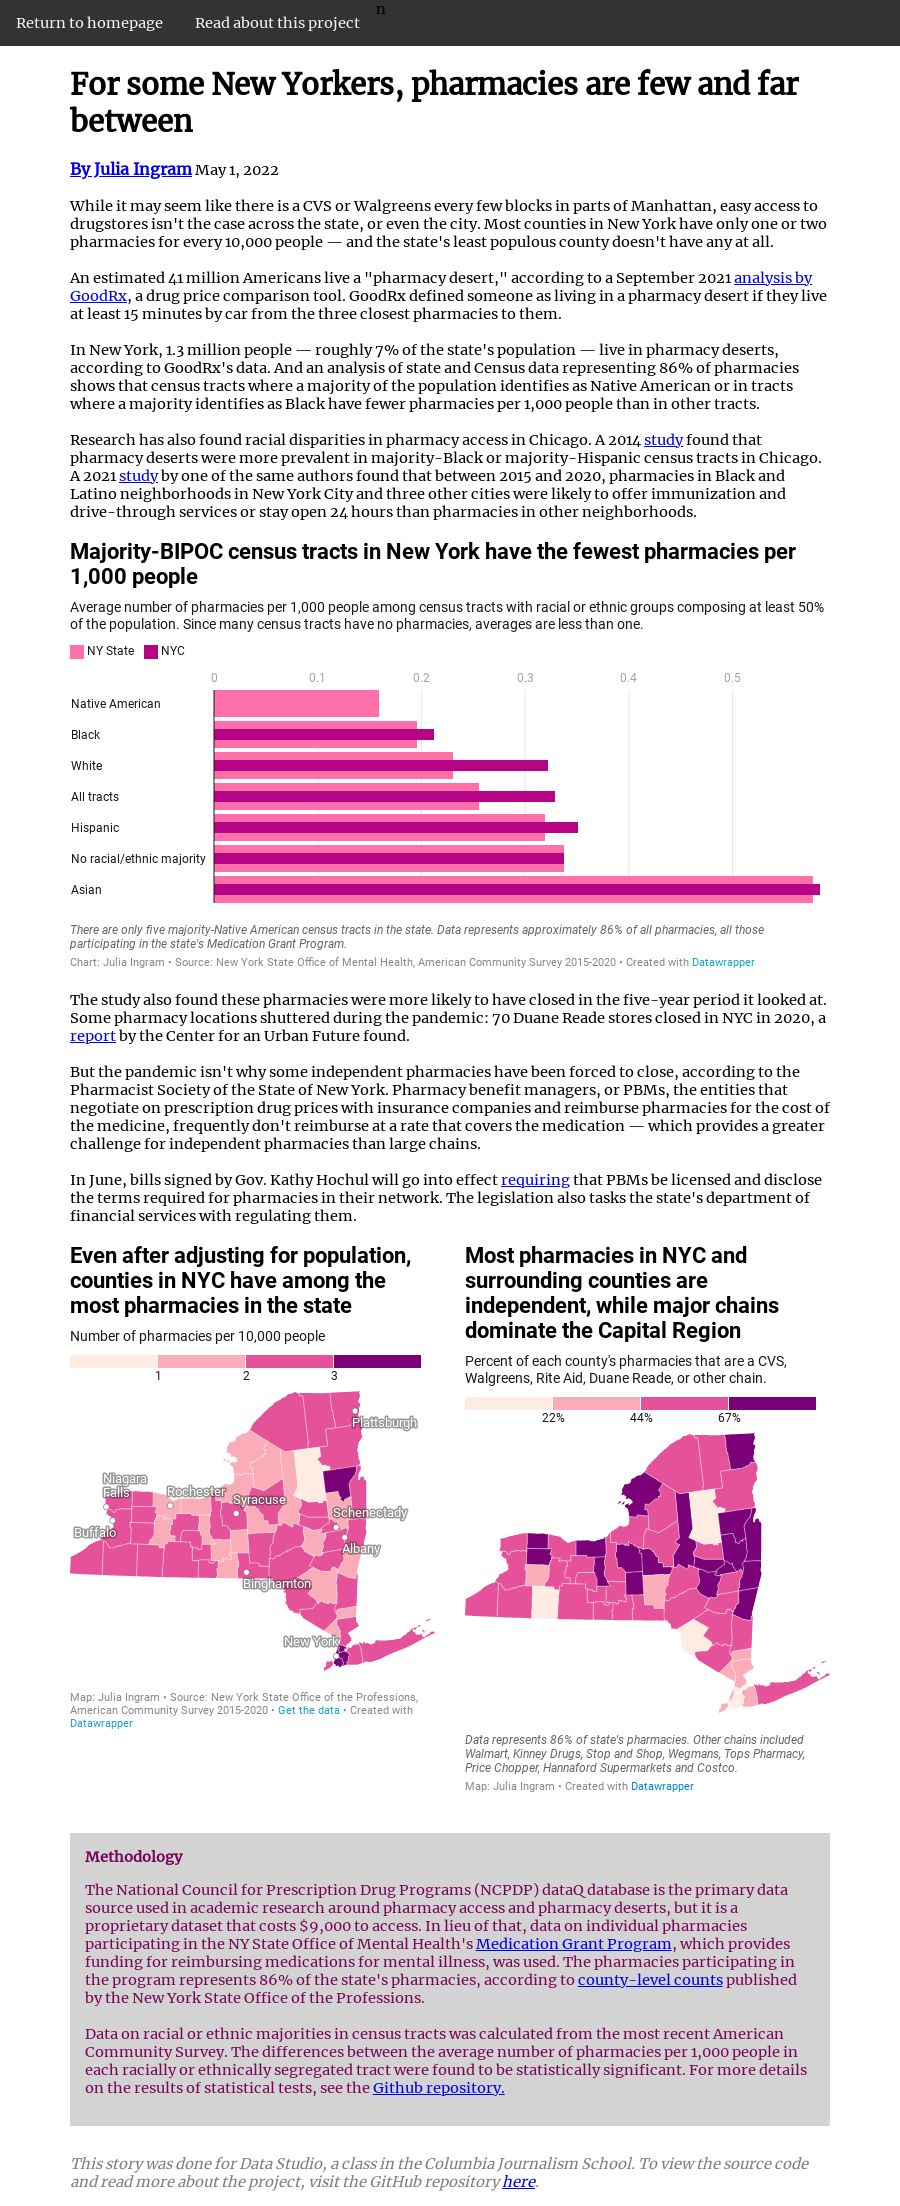 Return to homepage Read about this project n
For some New Yorkers, pharmacies are few and far
between
By Julia Ingram May 1, 2022
While it may seem like there is a CVS or Walgreens every few blocks in parts of Manhattan, easy access to
drugstores isn't the case across the state, or even the city. Most counties in New York have only one or two
pharmacies for every 10,000 people — and the state's least populous county doesn't have any at all.
An estimated 41 million Americans live a "pharmacy desert," according to a September 2021 analysis by
GoodRx, a drug price comparison tool. GoodRx defined someone as living in a pharmacy desert if they live
at least 15 minutes by car from the three closest pharmacies to them.
In New York, 1.3 million people — roughly 7% of the state's population — live in pharmacy deserts,
according to GoodRx's data. And an analysis of state and Census data representing 86% of pharmacies
shows that census tracts where a majority of the population identifies as Native American or in tracts
where a majority identifies as Black have fewer pharmacies per 1,000 people than in other tracts.
Research has also found racial disparities in pharmacy access in Chicago. A 2014 study found that
pharmacy deserts were more prevalent in majority-Black or majority-Hispanic census tracts in Chicago.
A 2021 study by one of the same authors found that between 2015 and 2020, pharmacies in Black and
Latino neighborhoods in New York City and three other cities were likely to offer immunization and
drive-through services or stay open 24 hours than pharmacies in other neighborhoods.
Majority-BIPOC census tracts in New York have the fewest pharmacies per
1,000 people
Average number of pharmacies per 1,000 people among census tracts with racial or ethnic groups composing at least 50%
of the population. Since many census tracts have no pharmacies, averages are less than one.
NY State NYC
0 0.1 0.2 0.3 0.4 0.5
Native American
Black
White
All tracts
Hispanic
No racial/ethnic majority
Asian
There are only five majority-Native American census tracts in the state. Data represents approximately 86% of all pharmacies, all those
participating in the state's Medication Grant Program.
Chart: Julia Ingram • Source: New York State Office of Mental Health, American Community Survey 2015-2020 • Created with Datawrapper
The study also found these pharmacies were more likely to have closed in the five-year period it looked at.
Some pharmacy locations shuttered during the pandemic: 70 Duane Reade stores closed in NYC in 2020, a
report by the Center for an Urban Future found.
But the pandemic isn't why some independent pharmacies have been forced to close, according to the
Pharmacist Society of the State of New York. Pharmacy benefit managers, or PBMs, the entities that
negotiate on prescription drug prices with insurance companies and reimburse pharmacies for the cost of
the medicine, frequently don't reimburse at a rate that covers the medication — which provides a greater
challenge for independent pharmacies than large chains.
In June, bills signed by Gov. Kathy Hochul will go into effect requiring that PBMs be licensed and disclose
the terms required for pharmacies in their network. The legislation also tasks the state's department of
financial services with regulating them.
Even after adjusting for population,
counties in NYC have among the
most pharmacies in the state
Number of pharmacies per 10,000 people
1 2 3
Plattsburgh
Niagara
Falls
Rochester
Syracuse
Schenectady
Buffalo
Albany
Binghamton
New York
Map: Julia Ingram • Source: New York State Office of the Professions,
American Community Survey 2015-2020 • Get the data • Created with
Datawrapper
Most pharmacies in NYC and
surrounding counties are
independent, while major chains
dominate the Capital Region
Percent of each county's pharmacies that are a CVS,
Walgreens, Rite Aid, Duane Reade, or other chain.
22% 44% 67%
Data represents 86% of state's pharmacies. Other chains included
Walmart, Kinney Drugs, Stop and Shop, Wegmans, Tops Pharmacy,
Price Chopper, Hannaford Supermarkets and Costco.
Map: Julia Ingram • Created with Datawrapper
Methodology
The National Council for Prescription Drug Programs (NCPDP) dataQ database is the primary data
source used in academic research around pharmacy access and pharmacy deserts, but it is a
proprietary dataset that costs $9,000 to access. In lieu of that, data on individual pharmacies
participating in the NY State Office of Mental Health's Medication Grant Program, which provides
funding for reimbursing medications for mental illness, was used. The pharmacies participating in
the program represents 86% of the state's pharmacies, according to county-level counts published
by the New York State Office of the Professions.
Data on racial or ethnic majorities in census tracts was calculated from the most recent American
Community Survey. The differences between the average number of pharmacies per 1,000 people in
each racially or ethnically segregated tract were found to be statistically significant. For more details
on the results of statistical tests, see the Github repository.
This story was done for Data Studio, a class in the Columbia Journalism School. To view the source code
and read more about the project, visit the GitHub repository here.